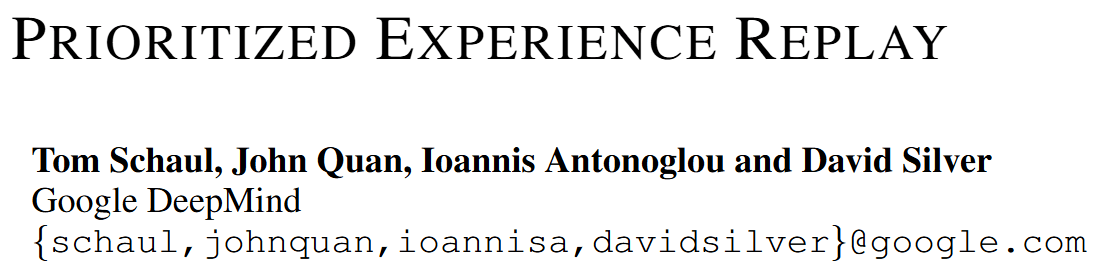 PRIORITIZED EXPERIENCE REPLAY
Tom Schaul, John Quan, Ioannis Antonoglou and David Silver
Google DeepMind
{schaul,johnquan,ioannisa,davidsilver}@google.com